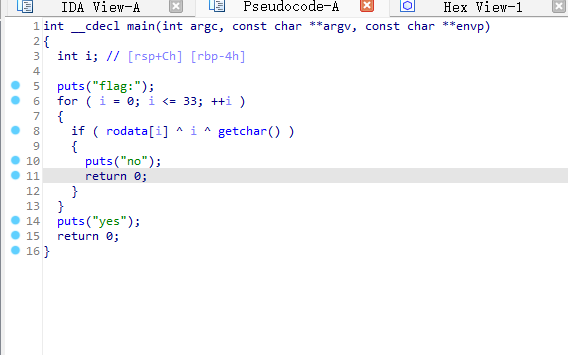 IDA View-A Pseudocode-A Hex View-1
1 int __cdecl main(int argc, const char **argv, const char **envp)
2 {
3   int i; // [rsp+Ch] [rbp-4h]
4
5   puts("flag:");
6   for ( i = 0; i <= 33; ++i )
7   {
8     if ( rodata[i] ^ i ^ getchar() )
9     {
10       puts("no");
11       return 0;
12     }
13   }
14   puts("yes");
15   return 0;
16 }